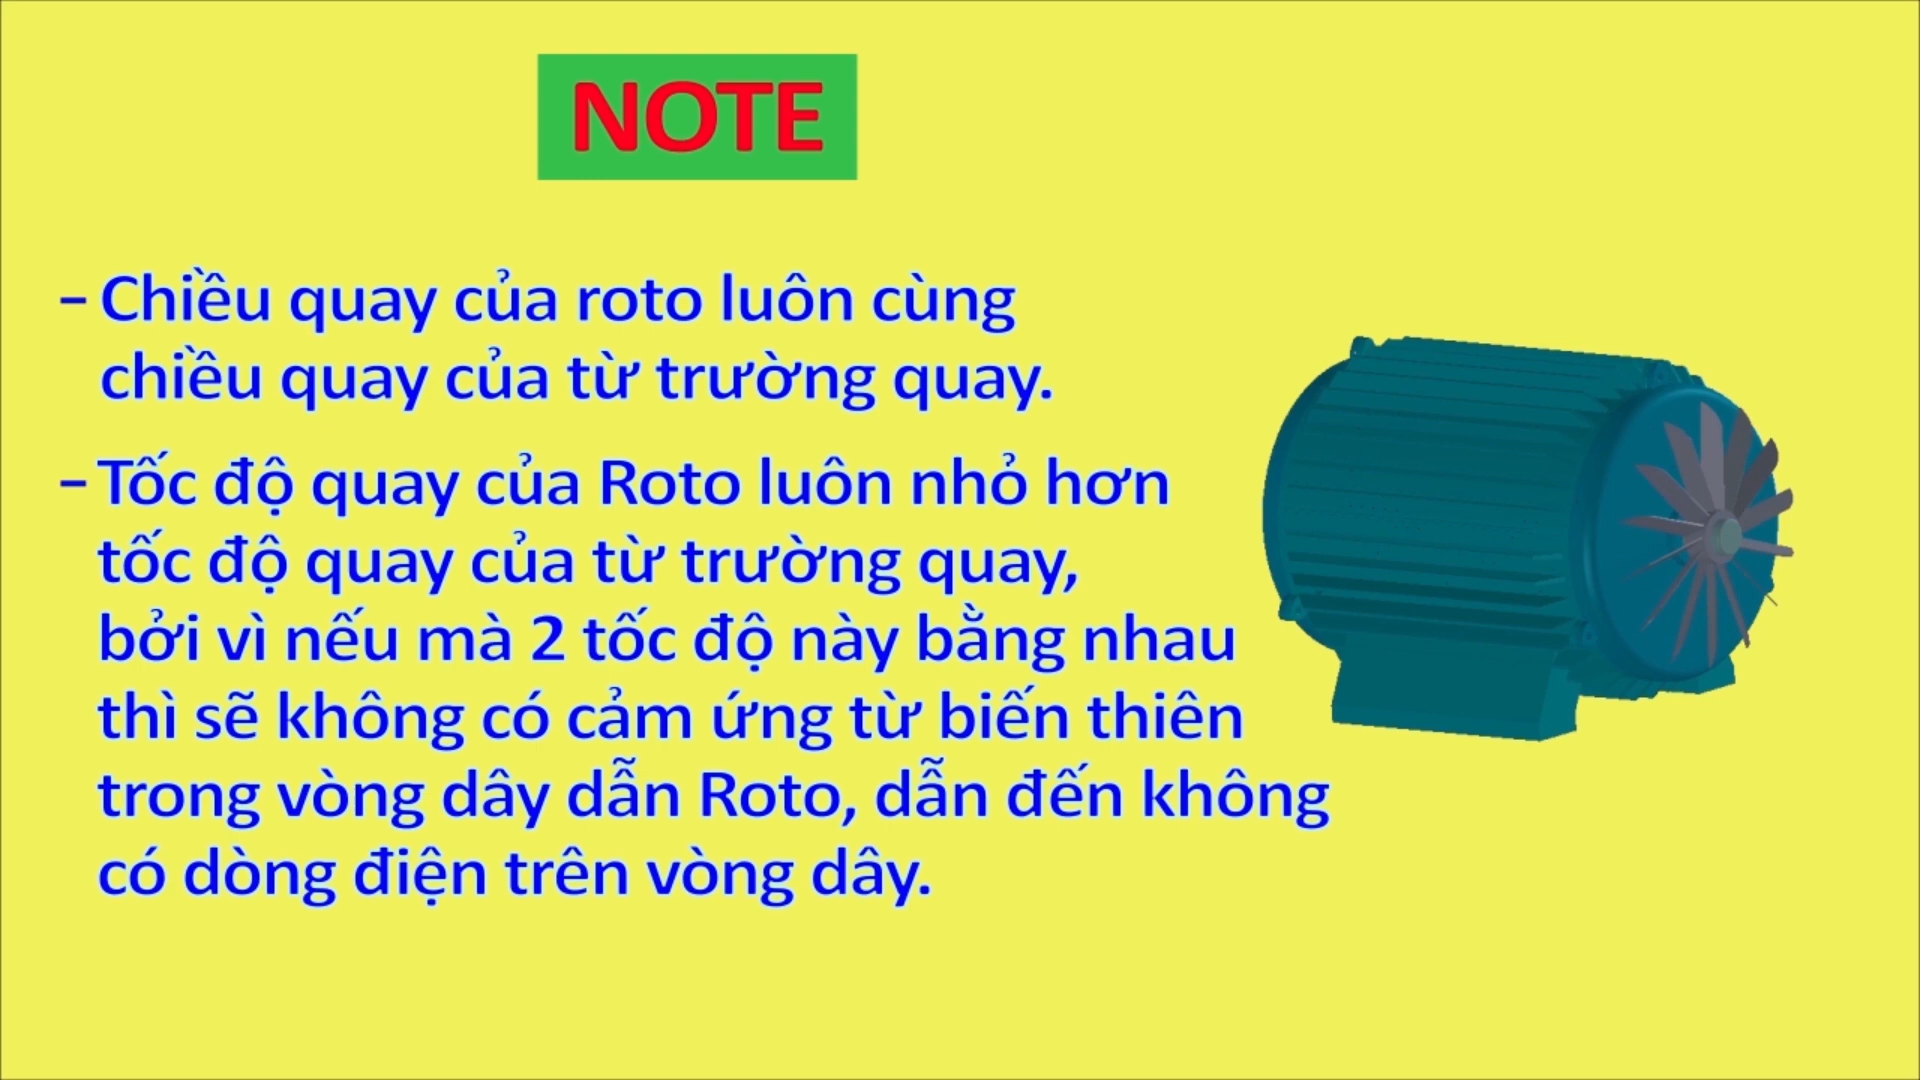 NOTE
- Chiều quay của roto luôn cùng
chiều quay của từ trường quay.
- Tốc độ quay của Roto luôn nhỏ hơn
tốc độ quay của từ trường quay,
bởi vì nếu mà 2 tốc độ này bằng nhau
thì sẽ không có cảm ứng từ biến thiên
trong vòng dây dẫn Roto, dẫn đến không
có dòng điện trên vòng dây.